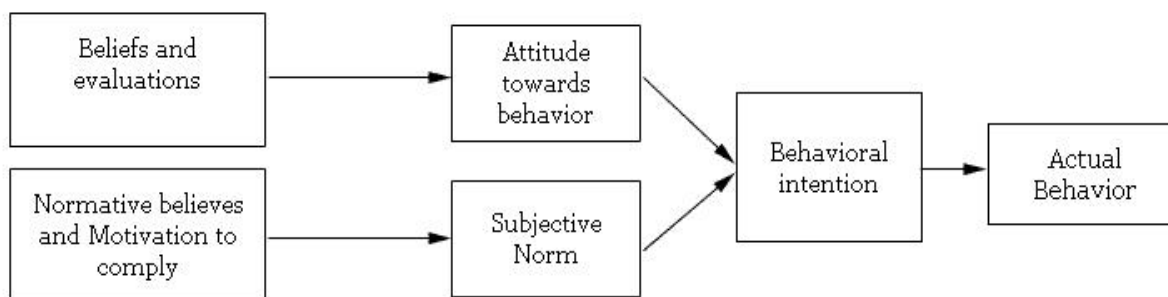 Beliefs and
evaluations
Attitude
towards
behavior
Behavioral
intention
Actual
Behavior
Normative believes
and Motivation to
comply
Subjective
Norm